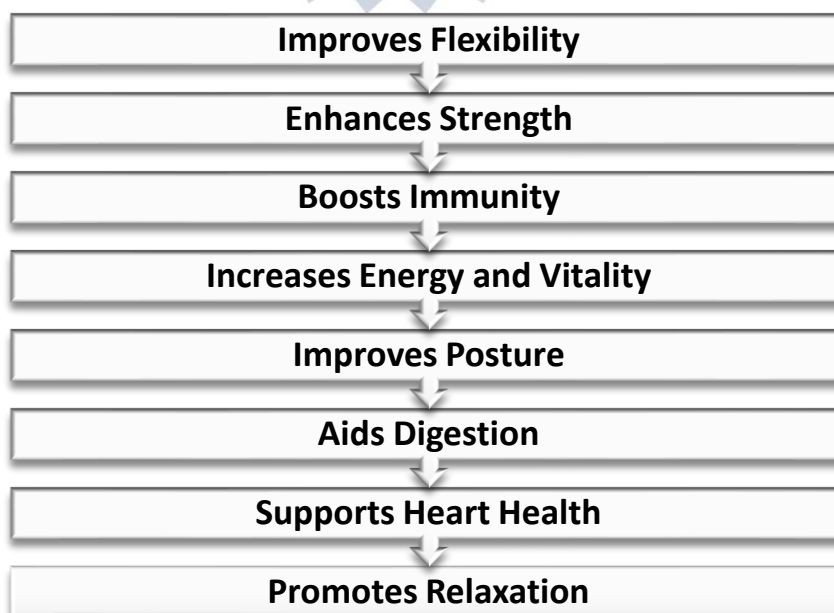 Improves Flexibility
Enhances Strength
Boosts Immunity
Increases Energy and Vitality
Improves Posture
Aids Digestion
Supports Heart Health
Promotes Relaxation